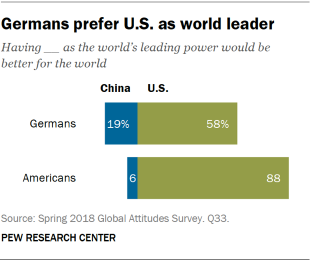 Germans prefer U.S. as world leader
Having __ as the world's leading power would be
better for the world
China U.S.
Germans 19% 58%
Americans 6 88
Source: Spring 2018 Global Attitudes Survey. Q33.
PEW RESEARCH CENTER